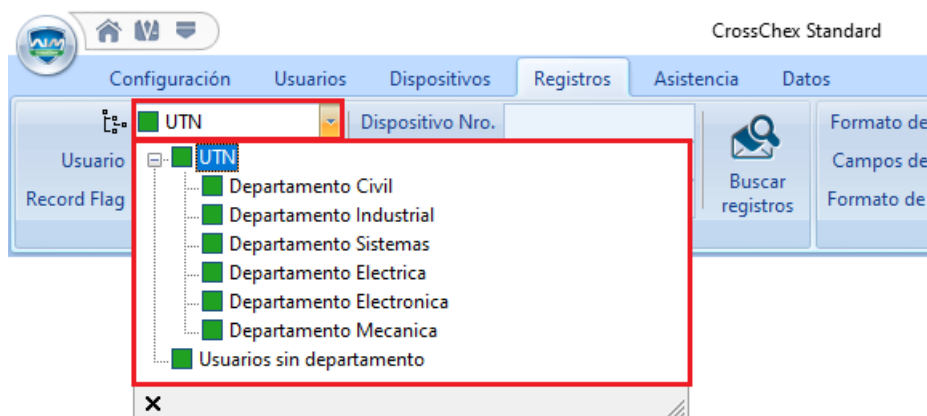 CrossChex Standard
Configuración Usuarios Dispositivos Registros Asistencia Datos
UTN Dispositivo Nro. Formato de
Usuario UTN Campos de
Departamento Civil Buscar
Record Flag registros Formato de
Departamento Industrial
Departamento Sistemas
Departamento Electrica
Departamento Electronica
Departamento Mecanica
Usuarios sin departamento